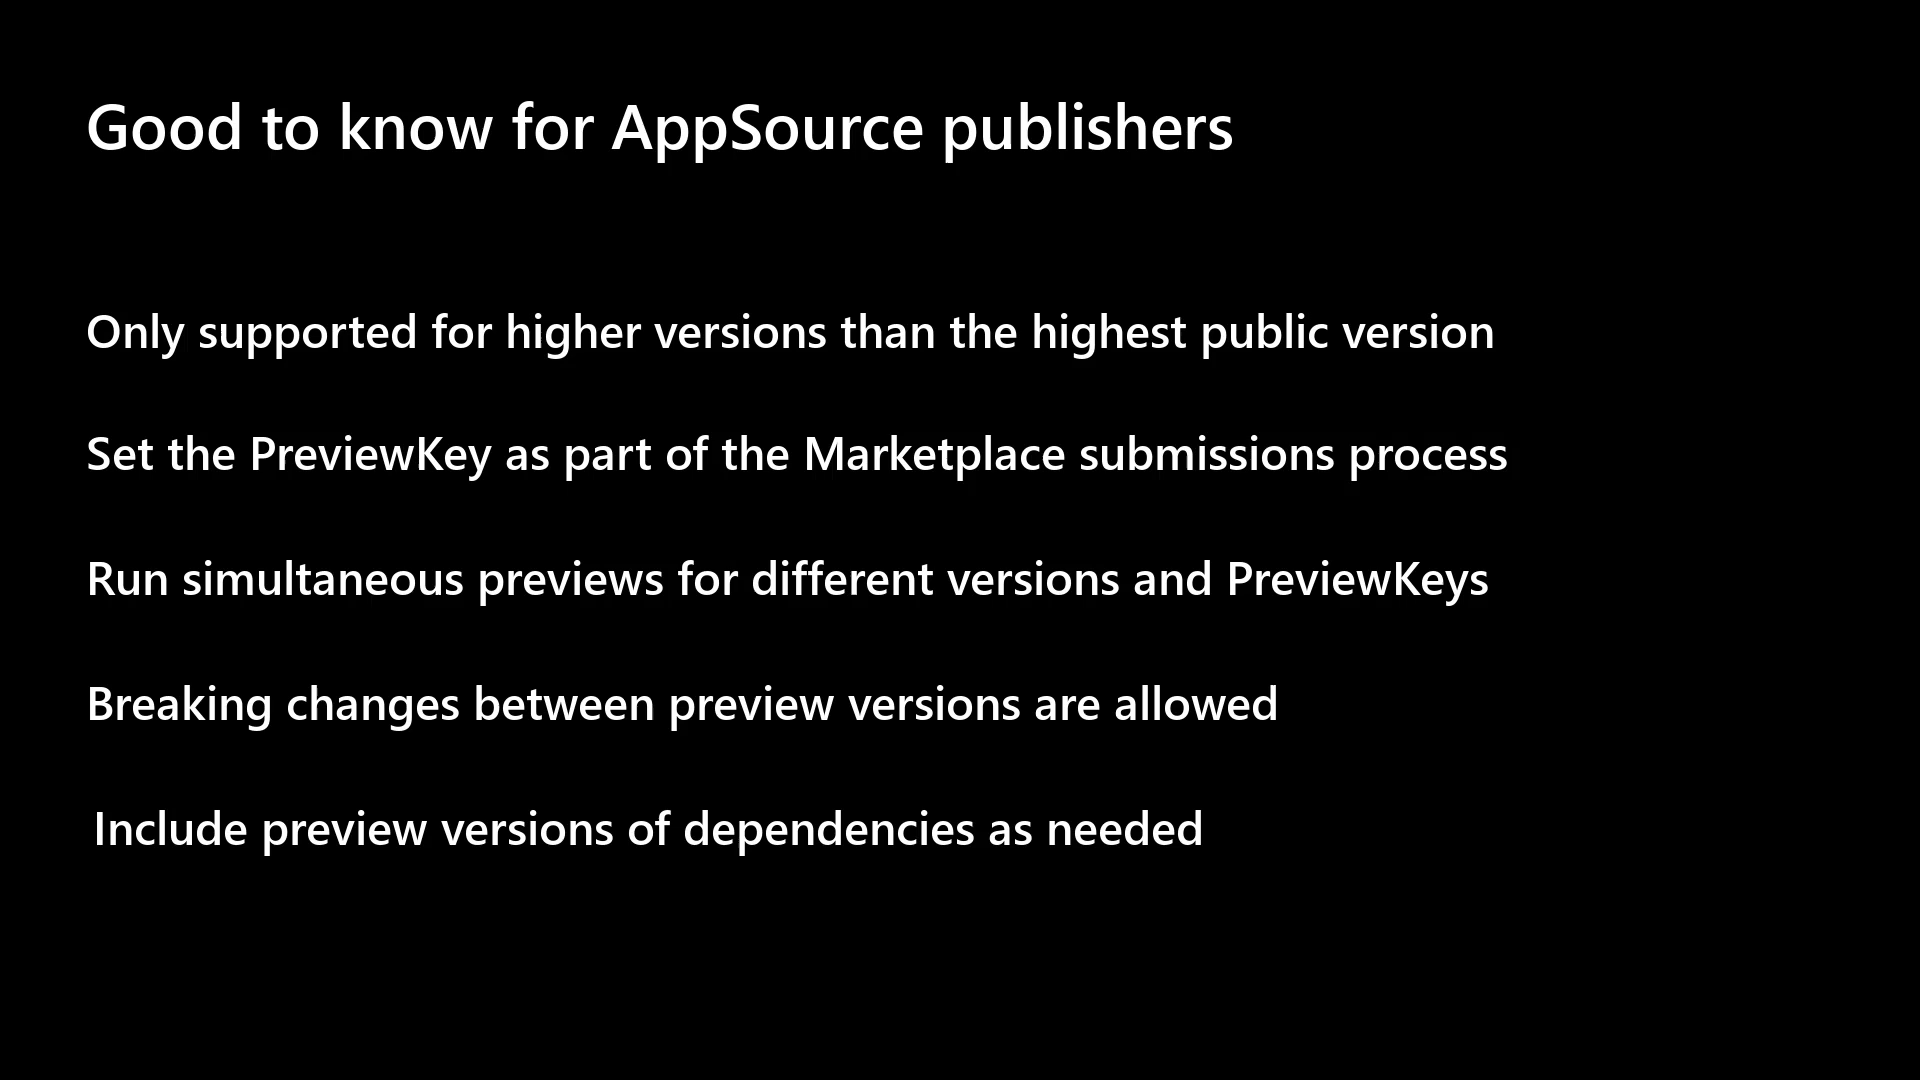 Good to know for AppSource publishers
Only supported for higher versions than the highest public version
Set the PreviewKey as part of the Marketplace submissions process
Run simultaneous previews for different versions and PreviewKeys
Breaking changes between preview versions are allowed
Include preview versions of dependencies as needed